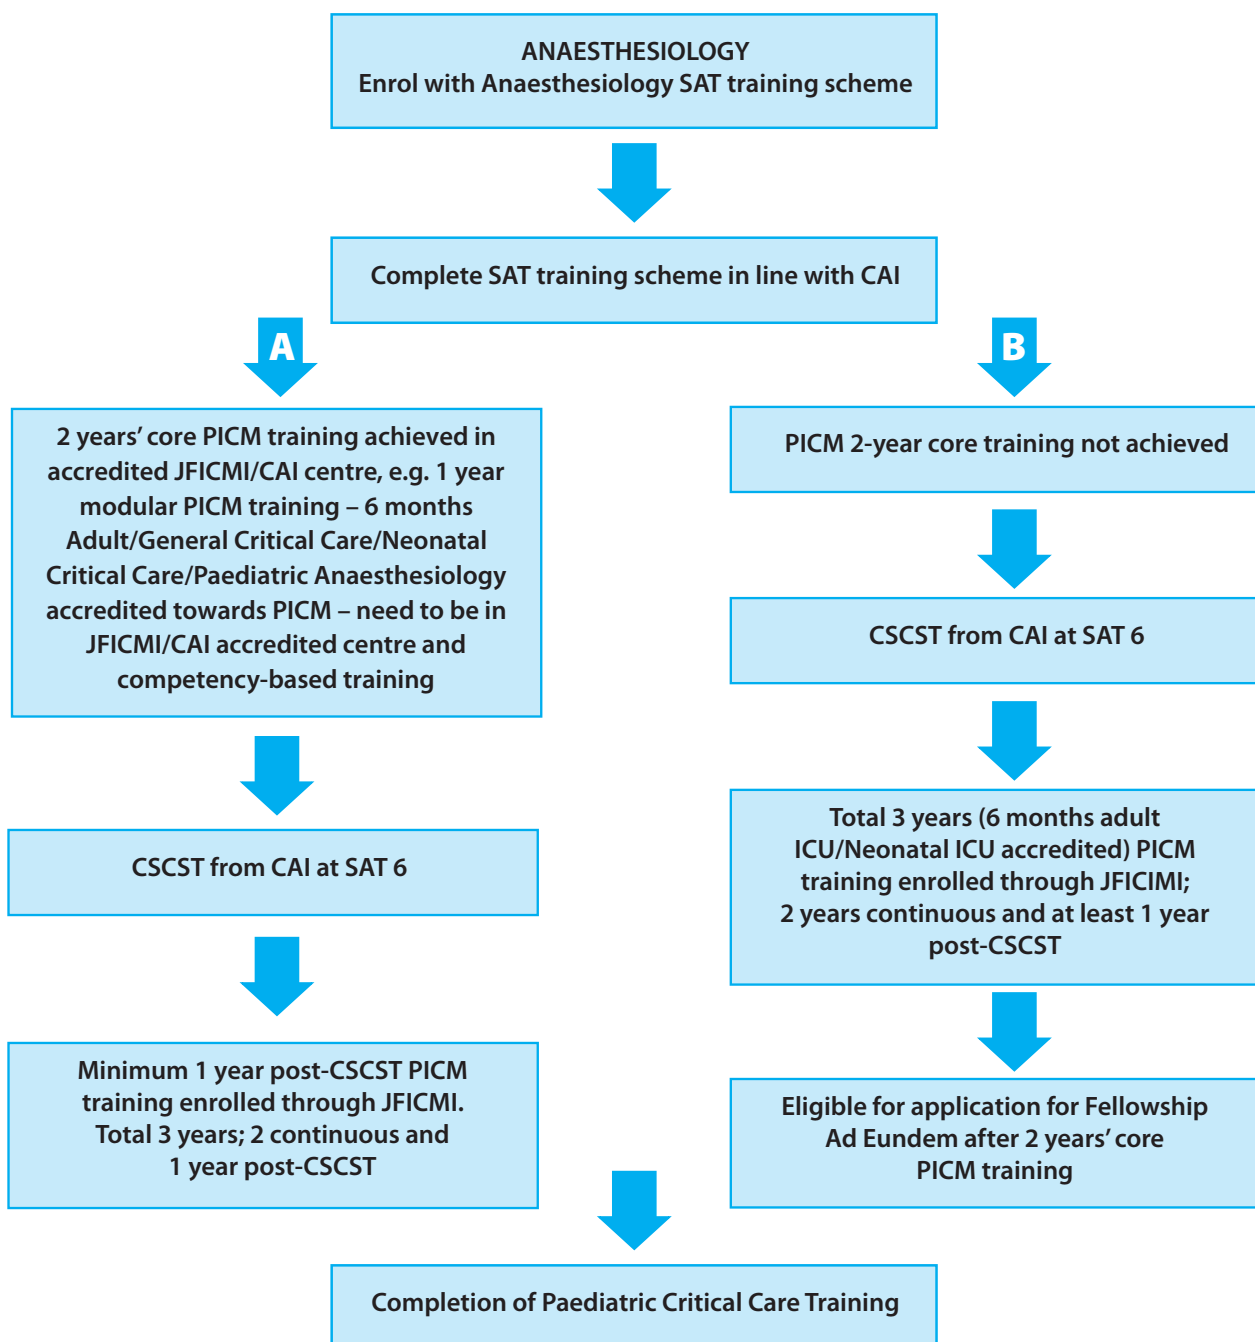 ANAESTHESIOLOGY
Enrol with Anaesthesiology SAT training scheme
Complete SAT training scheme in line with CAI
A
2 years’ core PICM training achieved in
accredited JFICMI/CAI centre, e.g. 1 year
modular PICM training – 6 months
Adult/General Critical Care/Neonatal
Critical Care/Paediatric Anaesthesiology
accredited towards PICM – need to be in
JFICMI/CAI accredited centre and
competency-based training
CSCST from CAI at SAT 6
Minimum 1 year post-CSCST PICM
training enrolled through JFICMI.
Total 3 years; 2 continuous and
1 year post-CSCST
B
PICM 2-year core training not achieved
CSCST from CAI at SAT 6
Total 3 years (6 months adult
ICU/Neonatal ICU accredited) PICM
training enrolled through JFICIMI;
2 years continuous and at least 1 year
post-CSCST
Eligible for application for Fellowship
Ad Eundem after 2 years’ core
PICM training
Completion of Paediatric Critical Care Training